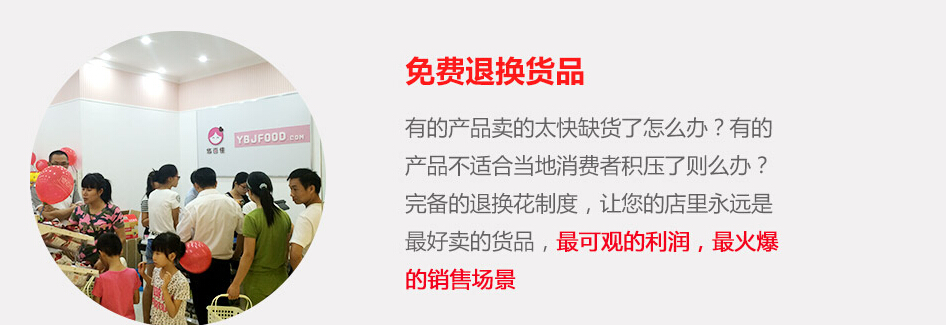 免费退换货品
有的产品卖的太快缺货了怎么办？有的
产品不适合当地消费者积压了则么办？
完备的退换花制度，让您的店里永远是
最好卖的货品，最可观的利润，最火爆
的销售场景
YBJFOOD.COM